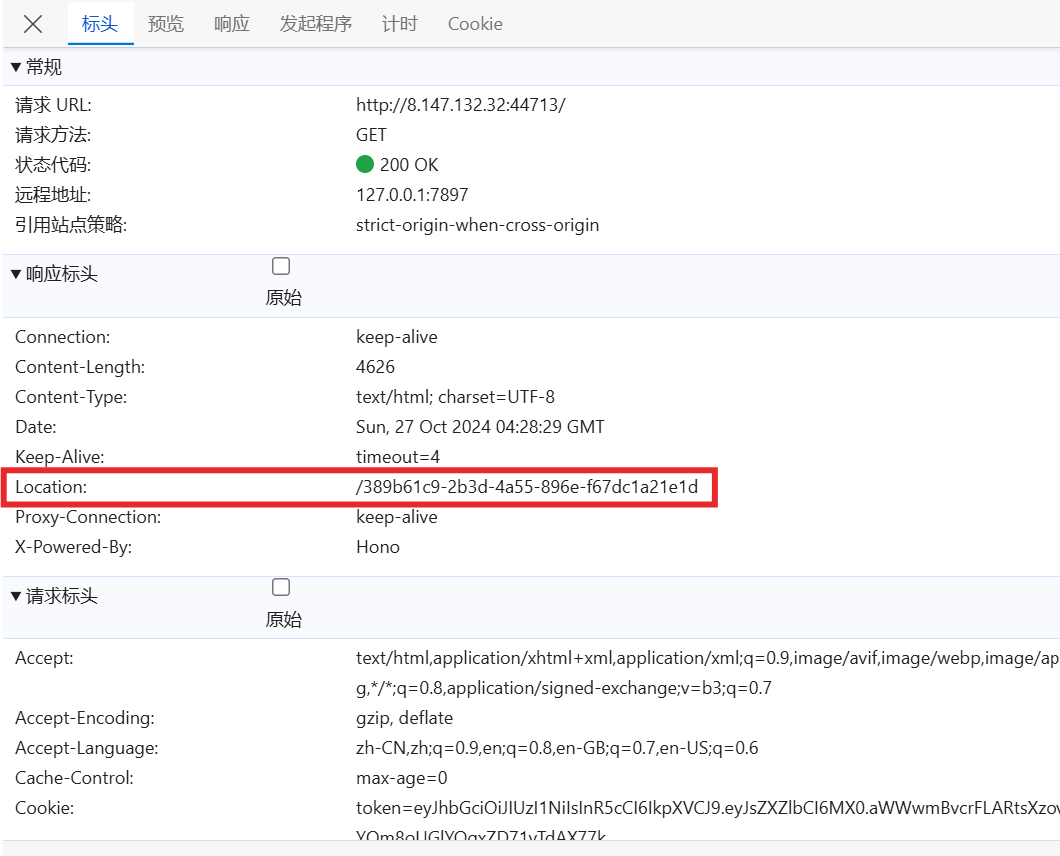 标头 预览 响应 发起程序 计时 Cookie
▼常规
请求 URL: http://8.147.132.32:44713/
请求方法: GET
状态代码: 200 OK
远程地址: 127.0.0.1:7897
引用站点策略: strict-origin-when-cross-origin
▼响应标头
原始
Connection: keep-alive
Content-Length: 4626
Content-Type: text/html; charset=UTF-8
Date: Sun, 27 Oct 2024 04:28:29 GMT
Keep-Alive: timeout=4
Location: /389b61c9-2b3d-4a55-896e-f67dc1a21e1d
Proxy-Connection: keep-alive
X-Powered-By: Hono
▼请求标头
原始
Accept: text/html,application/xhtml+xml,application/xml;q=0.9,image/avif,image/webp,image/ap
g,*/*;q=0.8,application/signed-exchange;v=b3;q=0.7
Accept-Encoding: gzip, deflate
Accept-Language: zh-CN,zh;q=0.9,en;q=0.8,en-GB;q=0.7,en-US;q=0.6
Cache-Control: max-age=0
Cookie: token=eyJhbGciOiJIUzI1NiIsInR5cCI6IkpXVCJ9.eyJsZXZlbCI6MX0.aWWwmBvcrFLARtsXzov